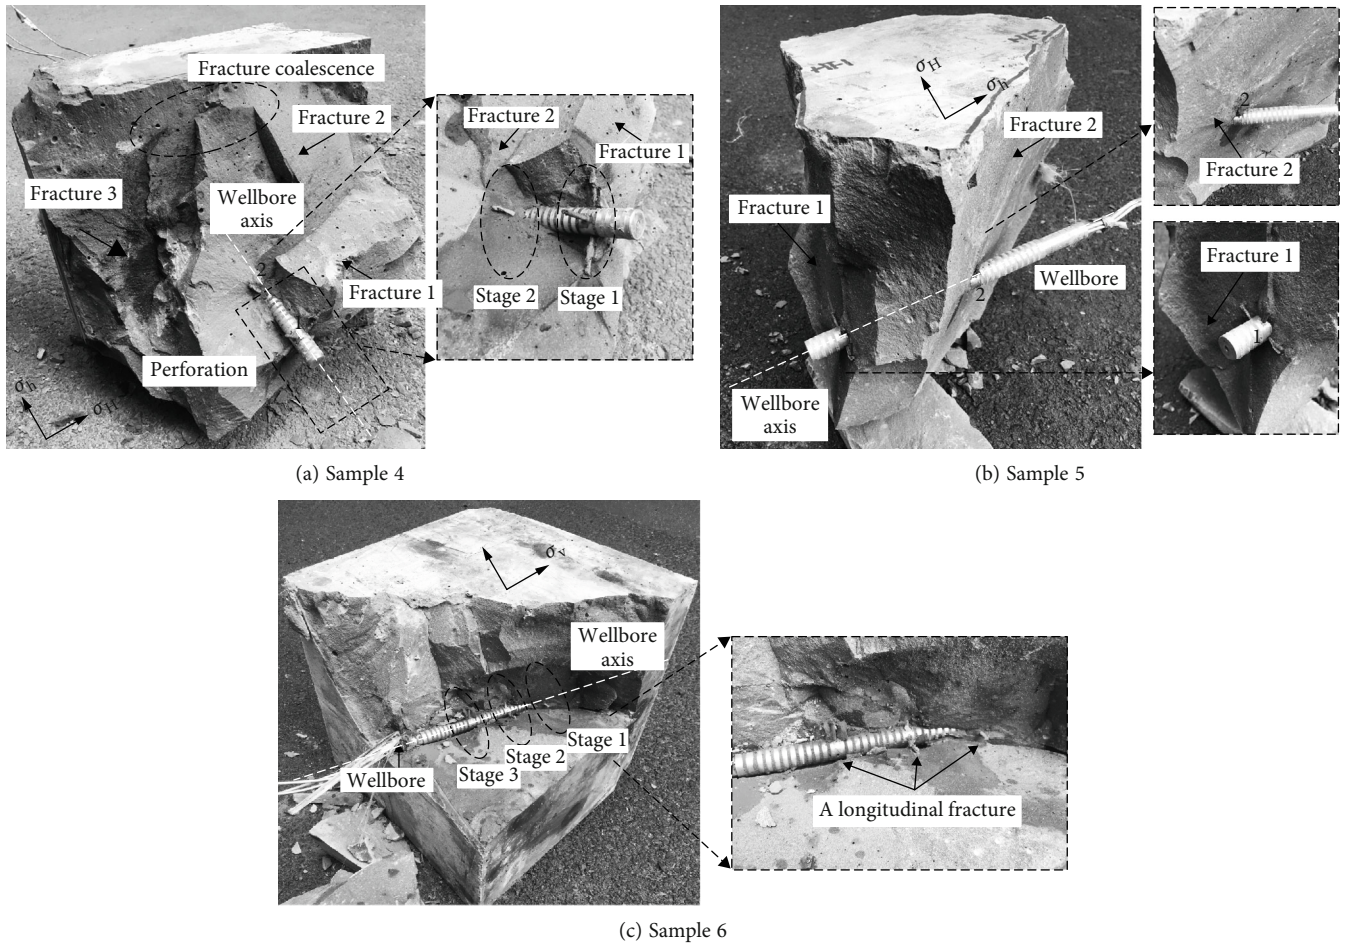 Fracture coalescence
Fracture 2
Fracture 3
Wellbore
axis
2
1
Fracture 1
Perforation
σh
σH
Fracture 2
Fracture 1
Stage 2
Stage 1
(a) Sample 4
σH
σh
Fracture 2
Fracture 1
Wellbore
1
2
Wellbore
axis
2
Fracture 2
Fracture 1
1
(b) Sample 5
σv
Wellbore
axis
Stage 1
Stage 2
Stage 3
Wellbore
A longitudinal fracture
(c) Sample 6